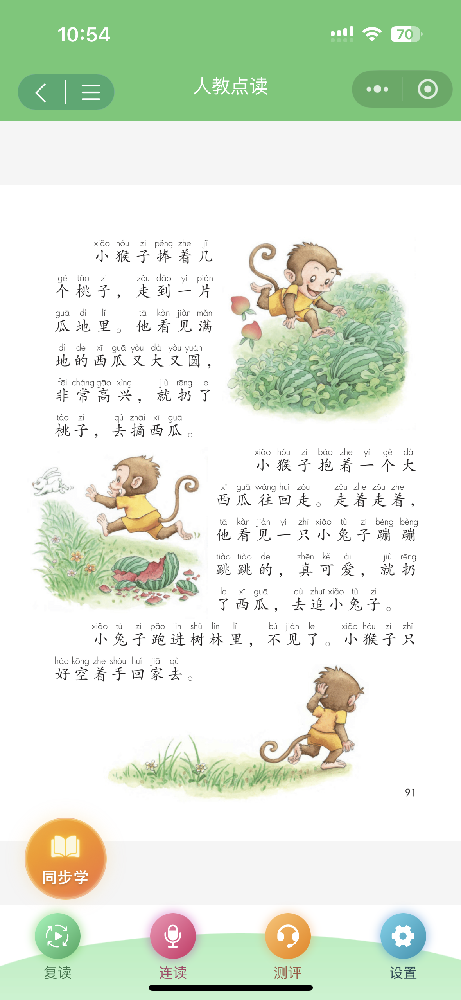 10:54
70
人教点读
xiǎo hóu zi pěng zhe jǐ
小猴子捧着几
gè táo zi zǒu dào yí piàn
个桃子，走到一片
guā dì lǐ tā kàn jiàn mǎn
瓜地里。他看见满
dì de xī guā yòu dà yòu yuán
地的西瓜又大又圆，
fēi cháng gāo xìng jiù rēng le
非常高兴，就扔了
táo zi qù zhāi xī guā
桃子，去摘西瓜。
xiǎo hóu zi bào zhe yí gè dà
小猴子抱着一个大
xī guā wǎng huí zǒu zǒu zhe zǒu zhe
西瓜往回走。走着走着，
tā kàn jiàn yì zhī xiǎo tù zi bèng bèng
他看见一只小兔子蹦蹦
tiào tiào de zhēn kě ài jiù rēng
跳跳的，真可爱，就扔
le xī guā qù zhuī xiǎo tù zi
了西瓜，去追小兔子。
xiǎo tù zi pǎo jìn shù lín lǐ bú jiàn le xiǎo hóu zi zhǐ
小兔子跑进树林里，不见了。小猴子只
hǎo kōng zhe shǒu huí jiā qù
好空着手回家去。
91
同步学
复读 连读 测评 设置